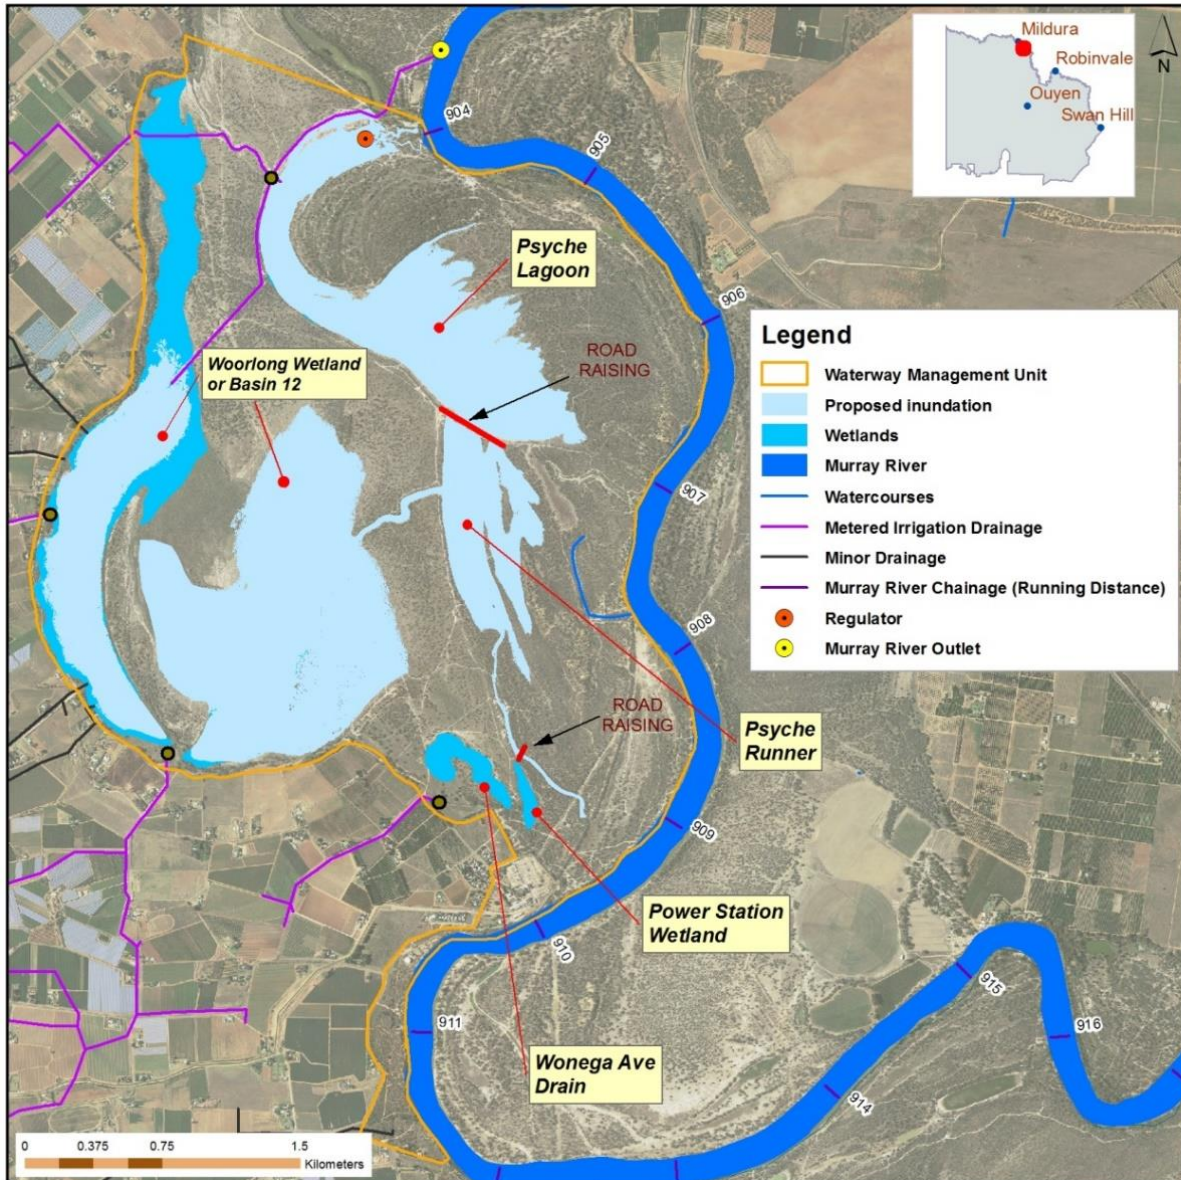 Mildura
Robinvale
Ouyen
Swan Hill
N
904
905
906
907
908
909
910
911
914
915
916
Psyche
Lagoon
ROAD
RAISING
Woorlong Wetland
or Basin 12
ROAD
RAISING
Psyche
Runner
Power Station
Wetland
Wonega Ave
Drain
Legend
Waterway Management Unit
Proposed inundation
Wetlands
Murray River
Watercourses
Metered Irrigation Drainage
Minor Drainage
Murray River Chainage (Running Distance)
Regulator
Murray River Outlet
0 0.375 0.75 1.5
Kilometers